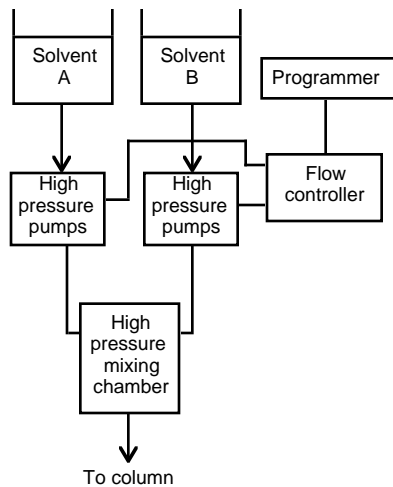 Solvent
A
Solvent
B
Programmer
High
pressure
pumps
High
pressure
pumps
Flow
controller
High
pressure
mixing
chamber
To column